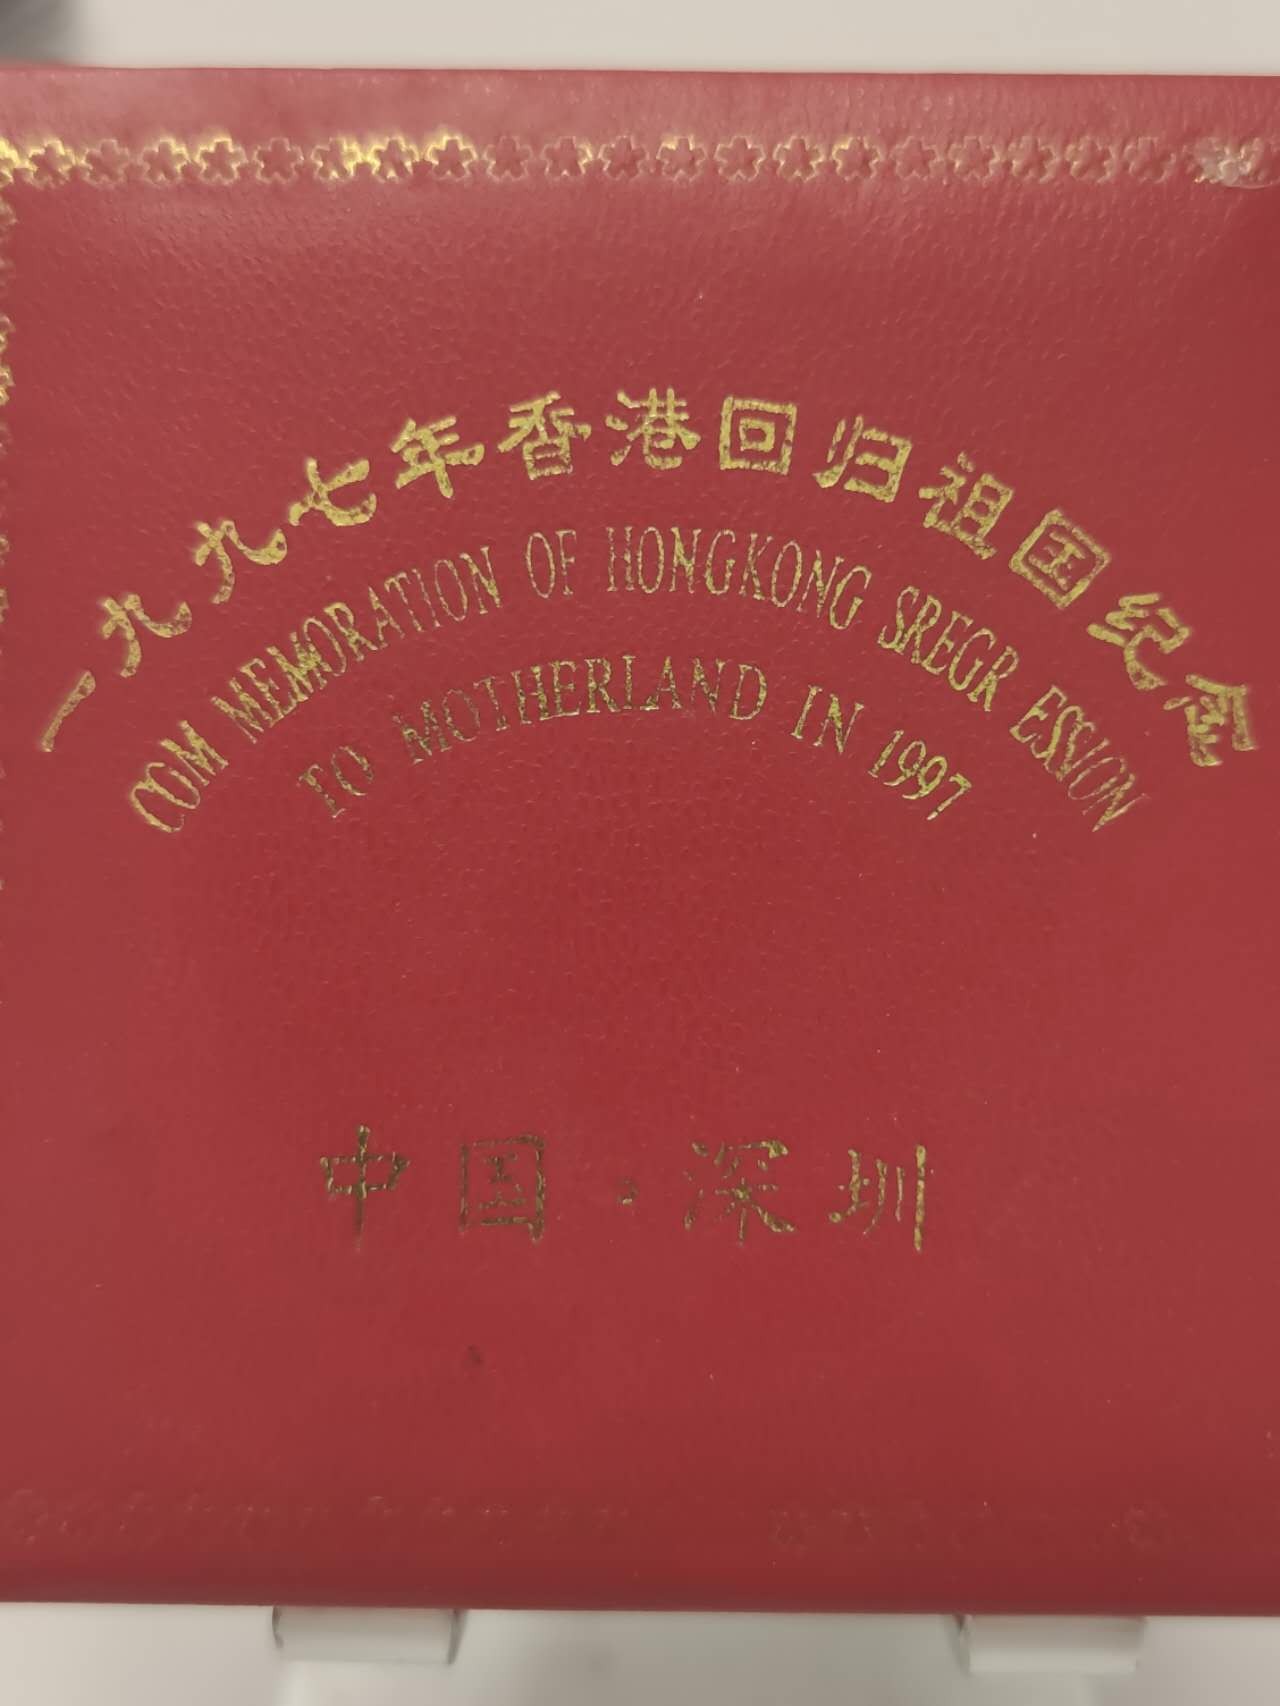 一九九七年香港回归祖国纪念
COM MEMORATION OF HONGKONG SREGR ESSION
TO MOTHERLAND IN 1997
中国·深圳